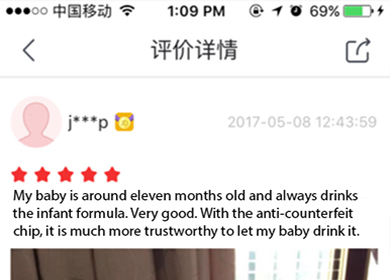 中国移动 1:09 PM 69%
评价详情
j***p 2017-05-08 12:43:59
My baby is around eleven months old and always drinks
the infant formula. Very good. With the anti-counterfeit
chip, it is much more trustworthy to let my baby drink it.